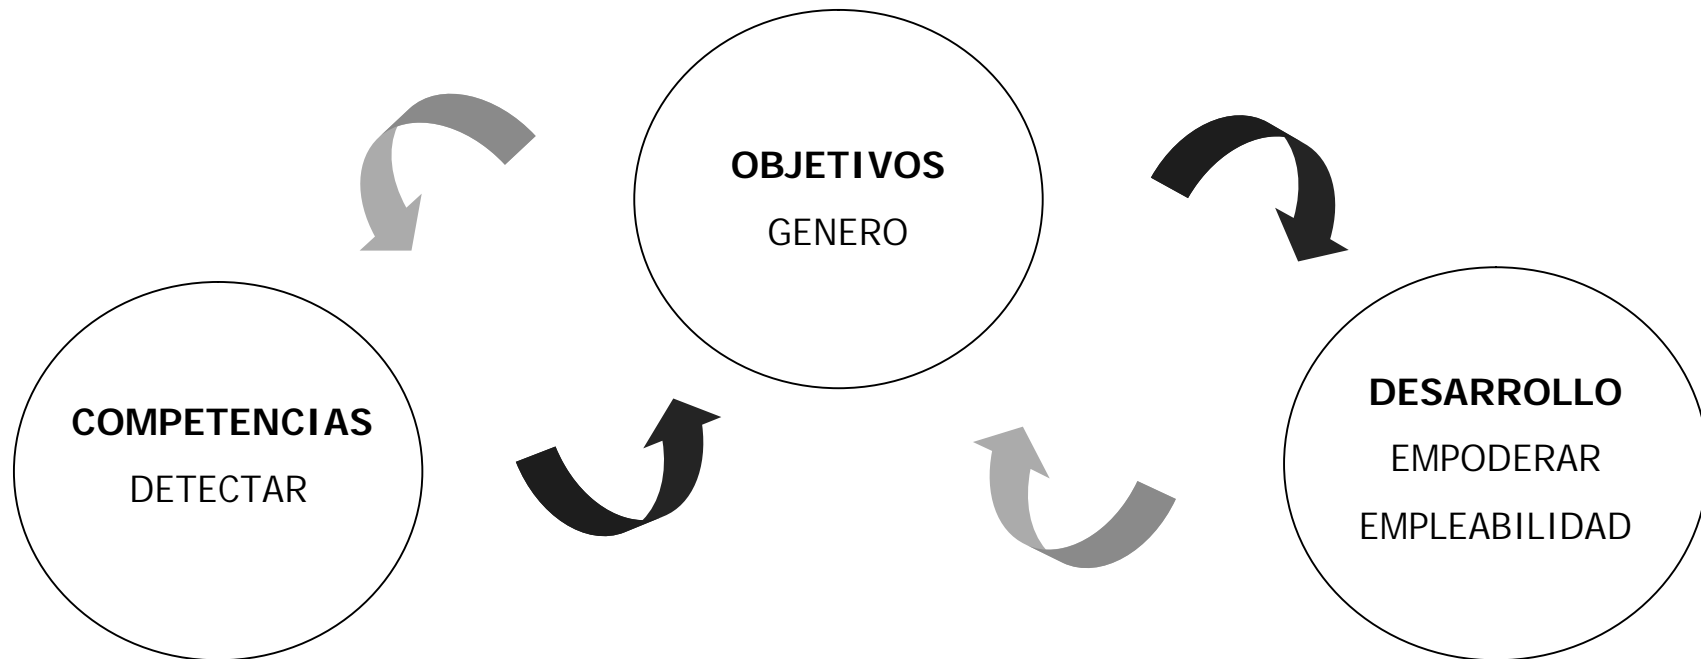 OBJETIVOS
GENERO
COMPETENCIAS
DETECTAR
DESARROLLO
EMPODERAR
EMPLEABILIDAD